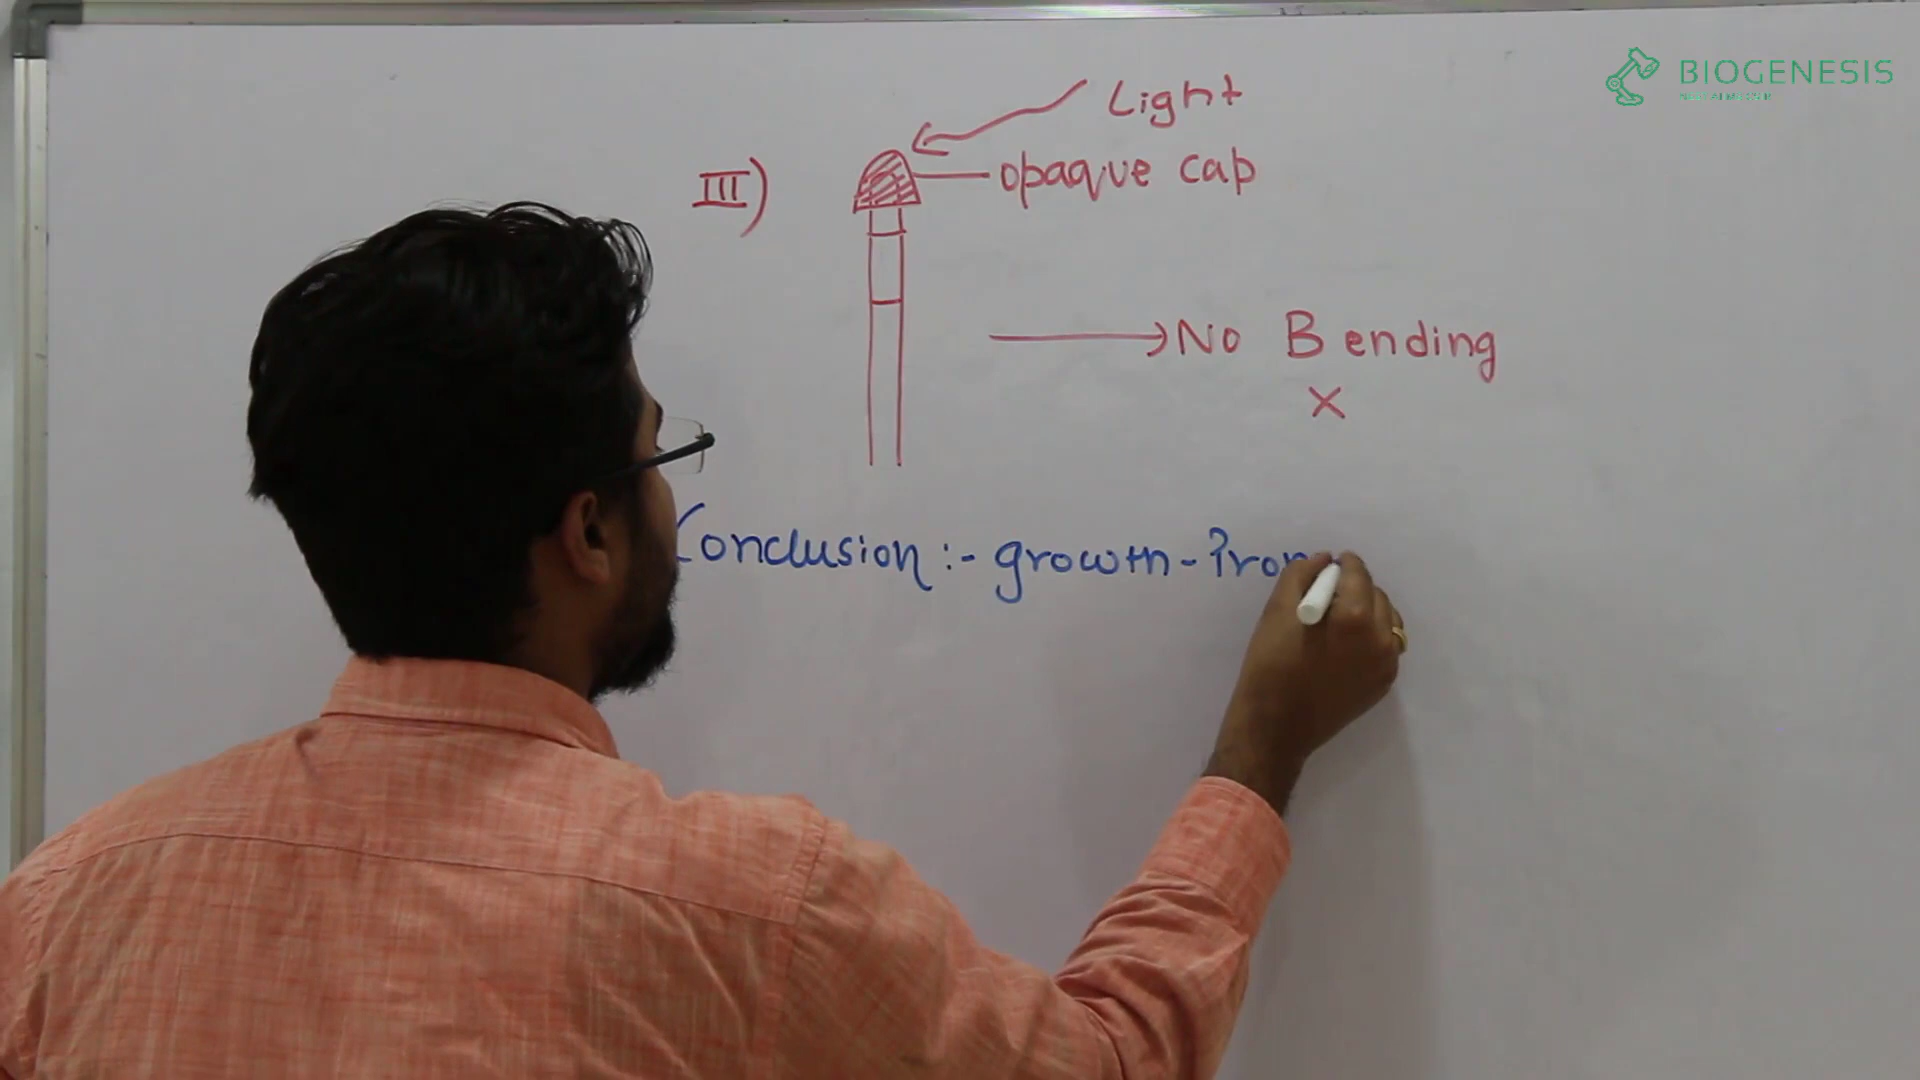 BIOGENESIS
Light
III)
opaque cap
No Bending
X
Conclusion :- growth - Prom